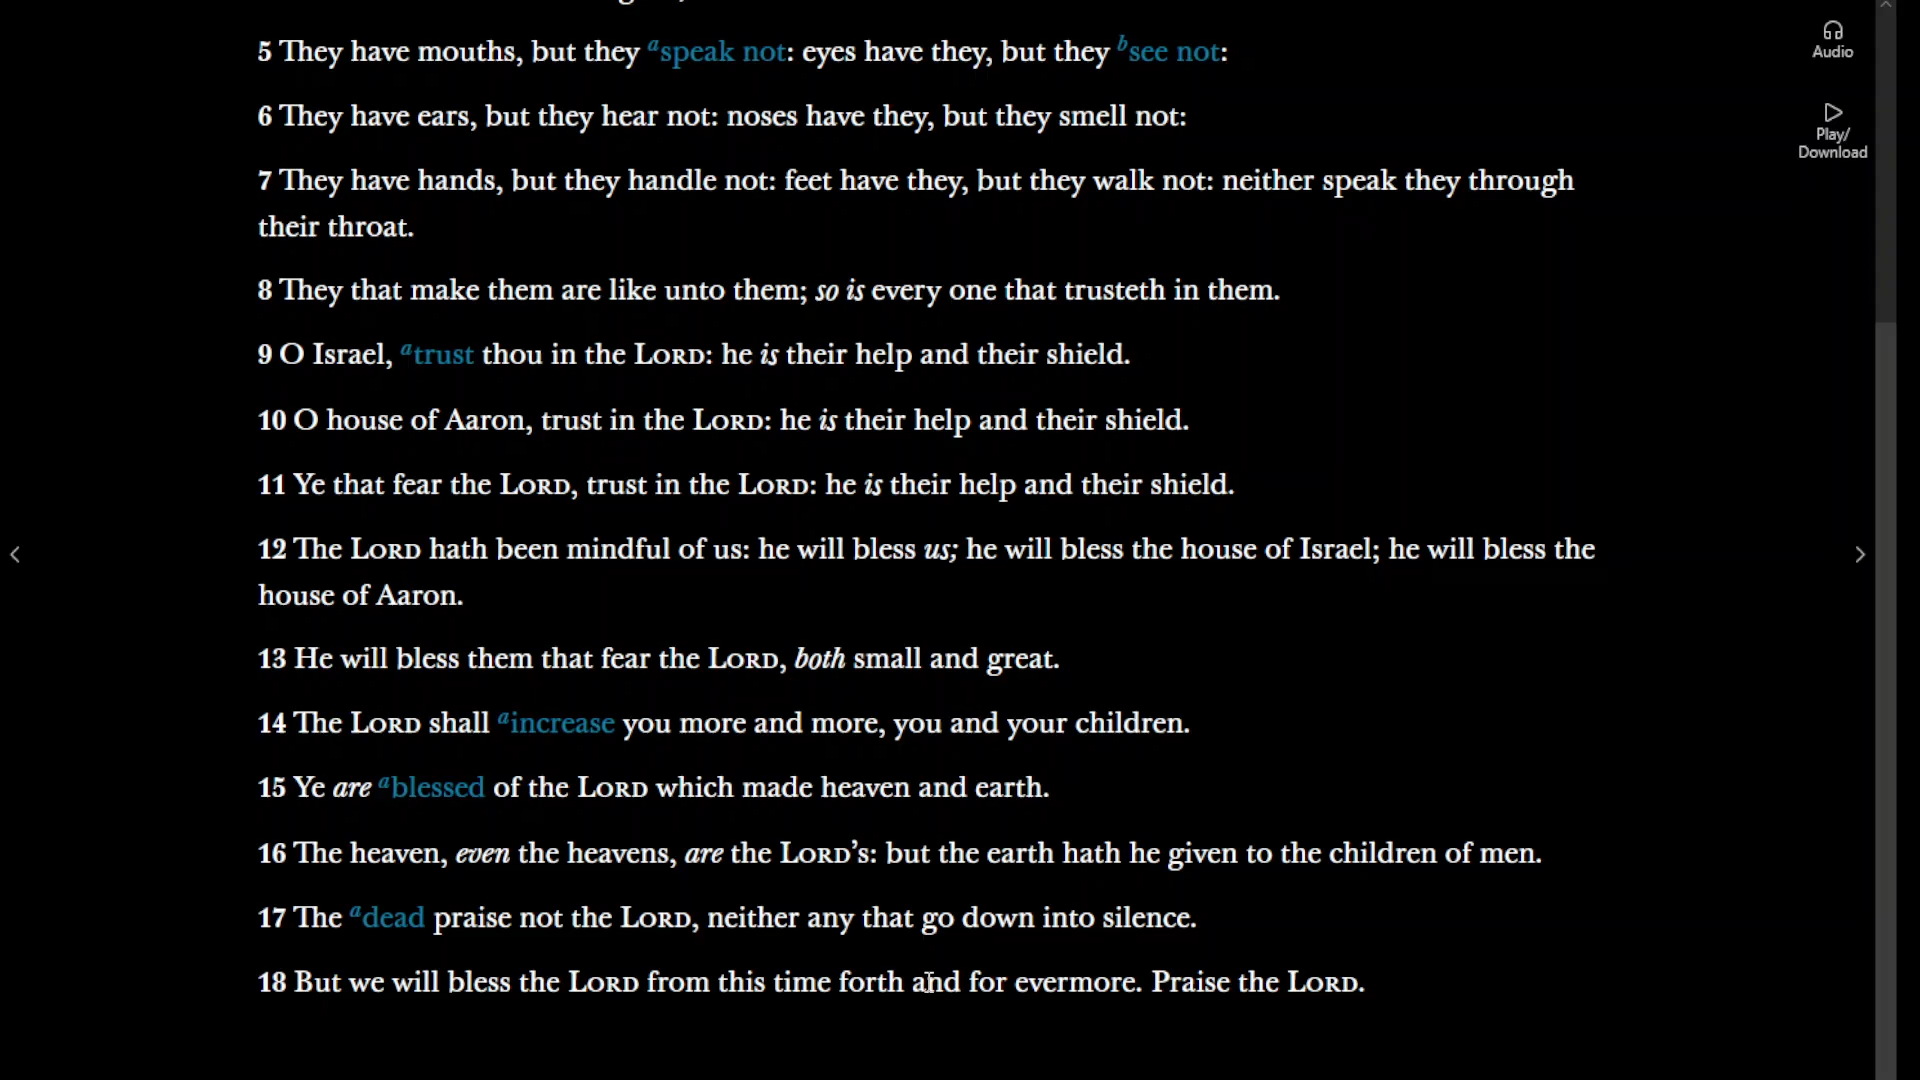 5 They have mouths, but they aspeak not: eyes have they, but they bsee not:
6 They have ears, but they hear not: noses have they, but they smell not:
7 They have hands, but they handle not: feet have they, but they walk not: neither speak they through
their throat.
8 They that make them are like unto them; so is every one that trusteth in them.
9 O Israel, atrust thou in the LORD: he is their help and their shield.
10 O house of Aaron, trust in the LORD: he is their help and their shield.
11 Ye that fear the LORD, trust in the LORD: he is their help and their shield.
12 The LORD hath been mindful of us: he will bless us; he will bless the house of Israel; he will bless the
house of Aaron.
13 He will bless them that fear the LORD, both small and great.
14 The LORD shall aincrease you more and more, you and your children.
15 Ye are ablessed of the LORD which made heaven and earth.
16 The heaven, even the heavens, are the LORD’s: but the earth hath he given to the children of men.
17 The adead praise not the LORD, neither any that go down into silence.
18 But we will bless the LORD from this time forth and for evermore. Praise the LORD.
Audio
Play/
Download